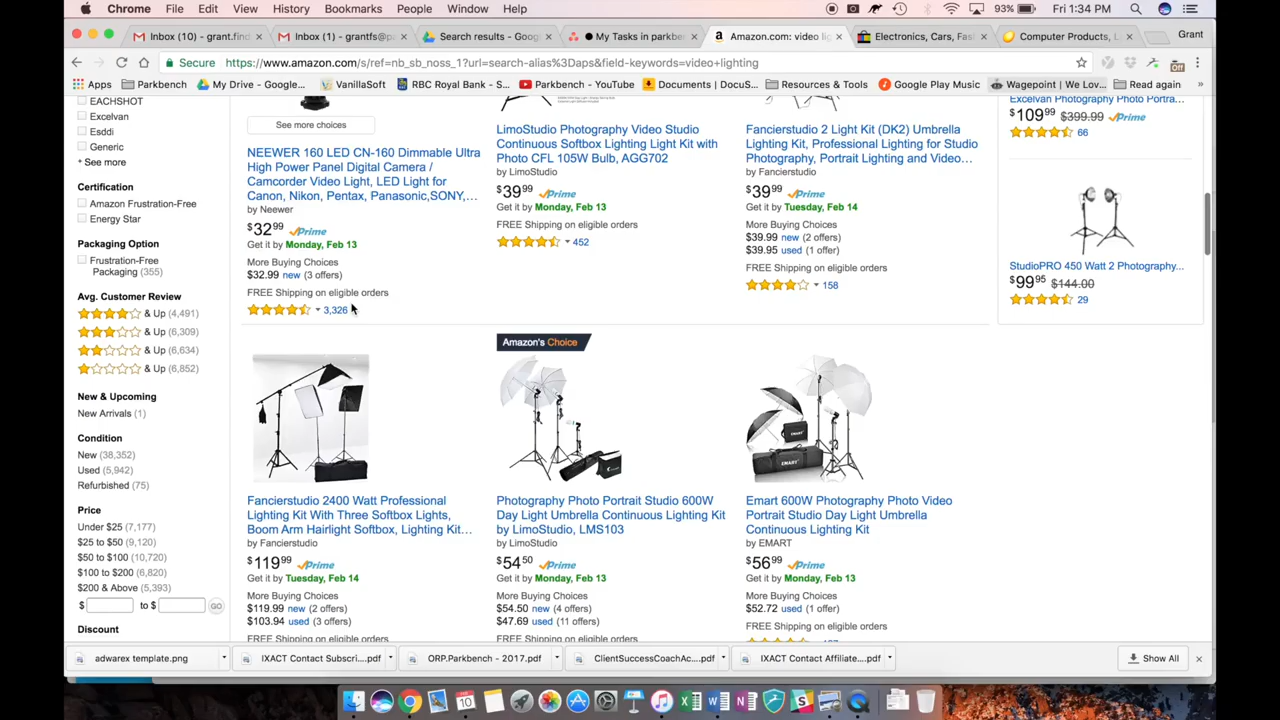 Chrome File Edit View History Bookmarks People Window Help 93% Fri 1:34 PM
Inbox (10) - grant.find Inbox (1) - grantfs@p Search results - Goog My Tasks in parkben Amazon.com: video li Electronics, Cars, Fas Computer Products, L Grant
Secure https://www.amazon.com/s/ref=nb_sb_noss_1?url=search-alias%3Daps&field-keywords=video+lighting Off
Apps Parkbench My Drive - Google... VanillaSoft RBC Royal Bank - S... Parkbench - YouTube Documents | DocuS... Resources & Tools Google Play Music Wagepoint | We Lov... Read again »
EACHSHOT
Excelvan
Esddi
Generic
See more
Certification
Amazon Frustration-Free
Energy Star
Packaging Option
Frustration-Free
Packaging (355)
Avg. Customer Review
& Up (4,491)
& Up (6,309)
& Up (6,634)
& Up (6,852)
New & Upcoming
New Arrivals (1)
Condition
New (38,352)
Used (5,942)
Refurbished (75)
Price
Under $25 (7,177)
$25 to $50 (9,120)
$50 to $100 (10,720)
$100 to $200 (6,820)
$200 & Above (5,393)
$ to $ GO
Discount
See more choices
NEEWER 160 LED CN-160 Dimmable Ultra
High Power Panel Digital Camera /
Camcorder Video Light, LED Light for
Canon, Nikon, Pentax, Panasonic,SONY,...
by Neewer
$32.99 Prime
Get it by Monday, Feb 13
More Buying Choices
$32.99 new (3 offers)
FREE Shipping on eligible orders
3,326
LimoStudio Photography Video Studio
Continuous Softbox Lighting Light Kit with
Photo CFL 105W Bulb, AGG702
by LimoStudio
$39.99 Prime
Get it by Monday, Feb 13
FREE Shipping on eligible orders
452
Fancierstudio 2 Light Kit (DK2) Umbrella
Lighting Kit, Professional Lighting for Studio
Photography, Portrait Lighting and Video...
by Fancierstudio
$39.99 Prime
Get it by Tuesday, Feb 14
More Buying Choices
$39.99 new (2 offers)
$39.95 used (1 offer)
FREE Shipping on eligible orders
158
Excelvan Photography Photo Portra...
$109.99 $399.99 Prime
66
StudioPRO 450 Watt 2 Photography...
$99.95 $144.00
29
Fancierstudio 2400 Watt Professional
Lighting Kit With Three Softbox Lights,
Boom Arm Hairlight Softbox, Lighting Kit...
by Fancierstudio
$119.99 Prime
Get it by Tuesday, Feb 14
More Buying Choices
$119.99 new (2 offers)
$103.94 used (3 offers)
FREE Shipping on eligible orders
Amazon's Choice
Photography Photo Portrait Studio 600W
Day Light Umbrella Continuous Lighting Kit
by LimoStudio, LMS103
by LimoStudio
$54.50 Prime
Get it by Monday, Feb 13
More Buying Choices
$54.50 new (4 offers)
$47.69 used (11 offers)
FREE Shipping on eligible orders
EMART
EMART
Emart 600W Photography Photo Video
Portrait Studio Day Light Umbrella
Continuous Lighting Kit
by EMART
$56.99 Prime
Get it by Monday, Feb 13
More Buying Choices
$52.72 used (1 offer)
FREE Shipping on eligible orders
adwarex template.png IXACT Contact Subscri....pdf ORP.Parkbench - 2017.pdf ClientSuccessCoachAc....pdf IXACT Contact Affiliate....pdf Show All